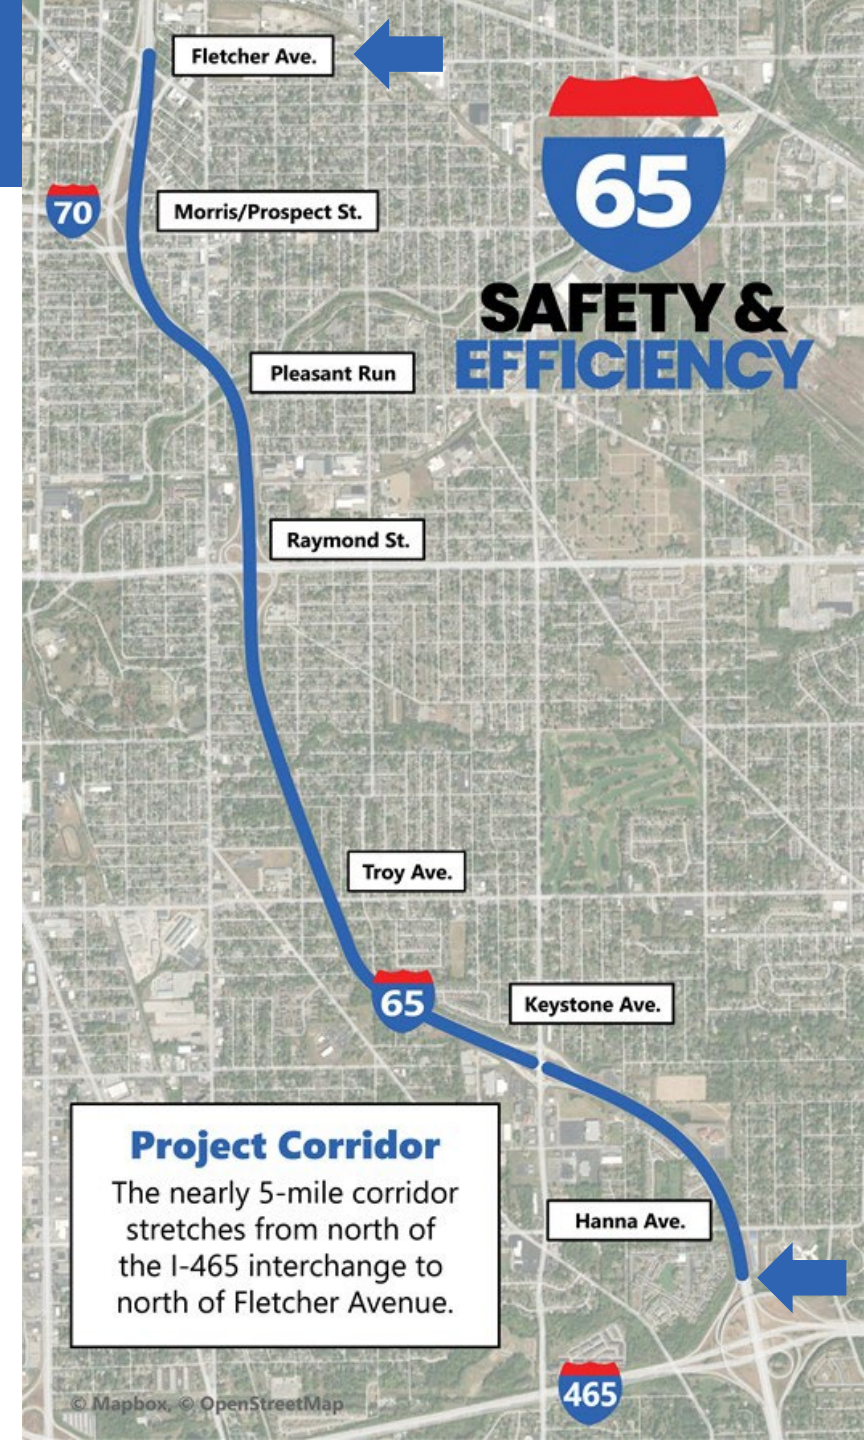 Fletcher Ave.
65
70
Morris/Prospect St.
SAFETY &
EFFICIENCY
Pleasant Run
Raymond St.
Troy Ave.
65
Keystone Ave.
Project Corridor
The nearly 5-mile corridor
stretches from north of
the I-465 interchange to
north of Fletcher Avenue.
Hanna Ave.
465
© Mapbox, © OpenStreetMap